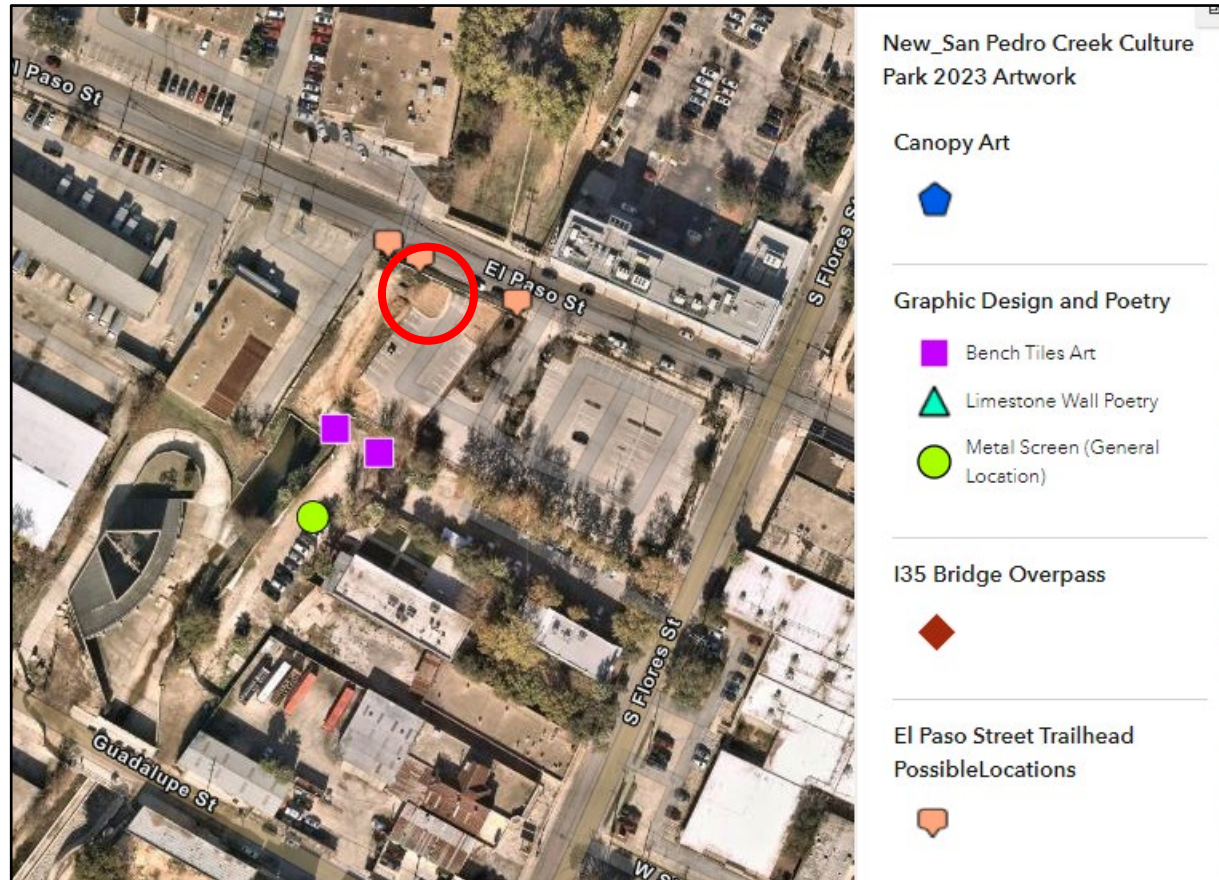 El Paso St
El Paso St
S Flores St
S Flores St
Guadalupe St
New_San Pedro Creek Culture
Park 2023 Artwork
Canopy Art
Graphic Design and Poetry
Bench Tiles Art
Limestone Wall Poetry
Metal Screen (General
Location)
I35 Bridge Overpass
El Paso Street Trailhead
PossibleLocations